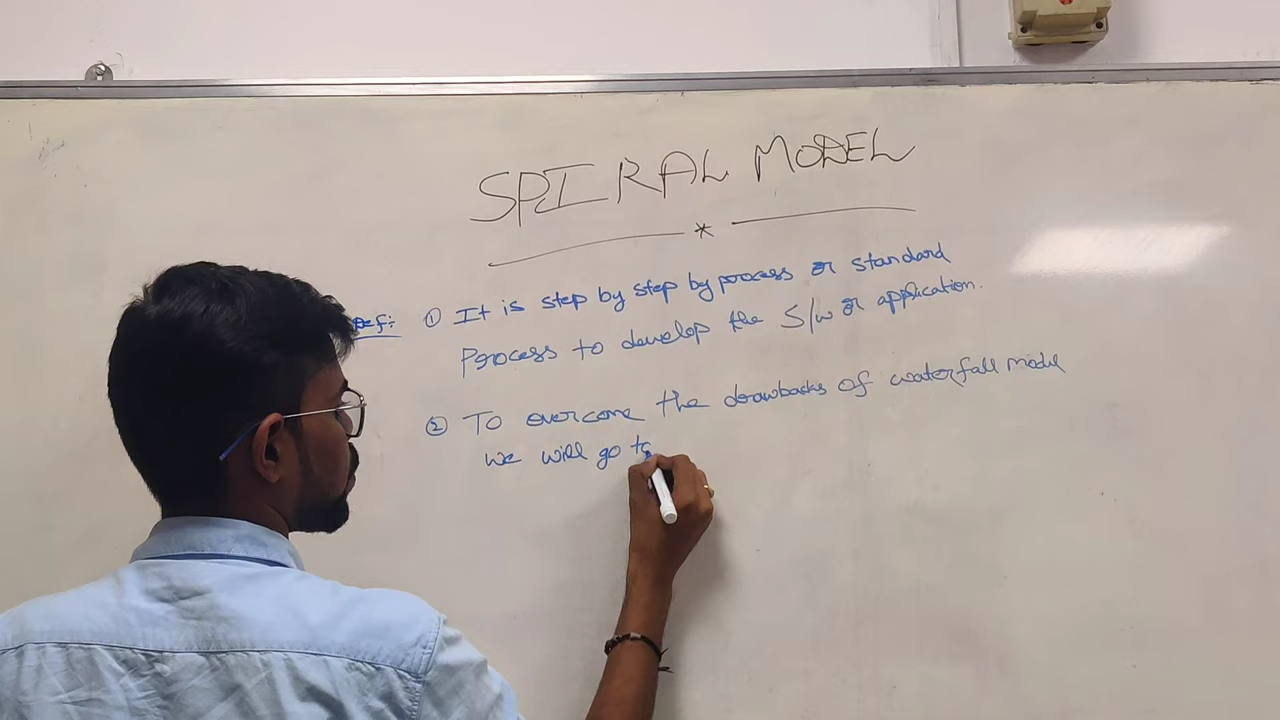 SPIRAL MODEL
*
Def: ① It is step by step by process or standard
Process to develop the S/w or application.
② To overcome the drawbacks of waterfall model
we will go to